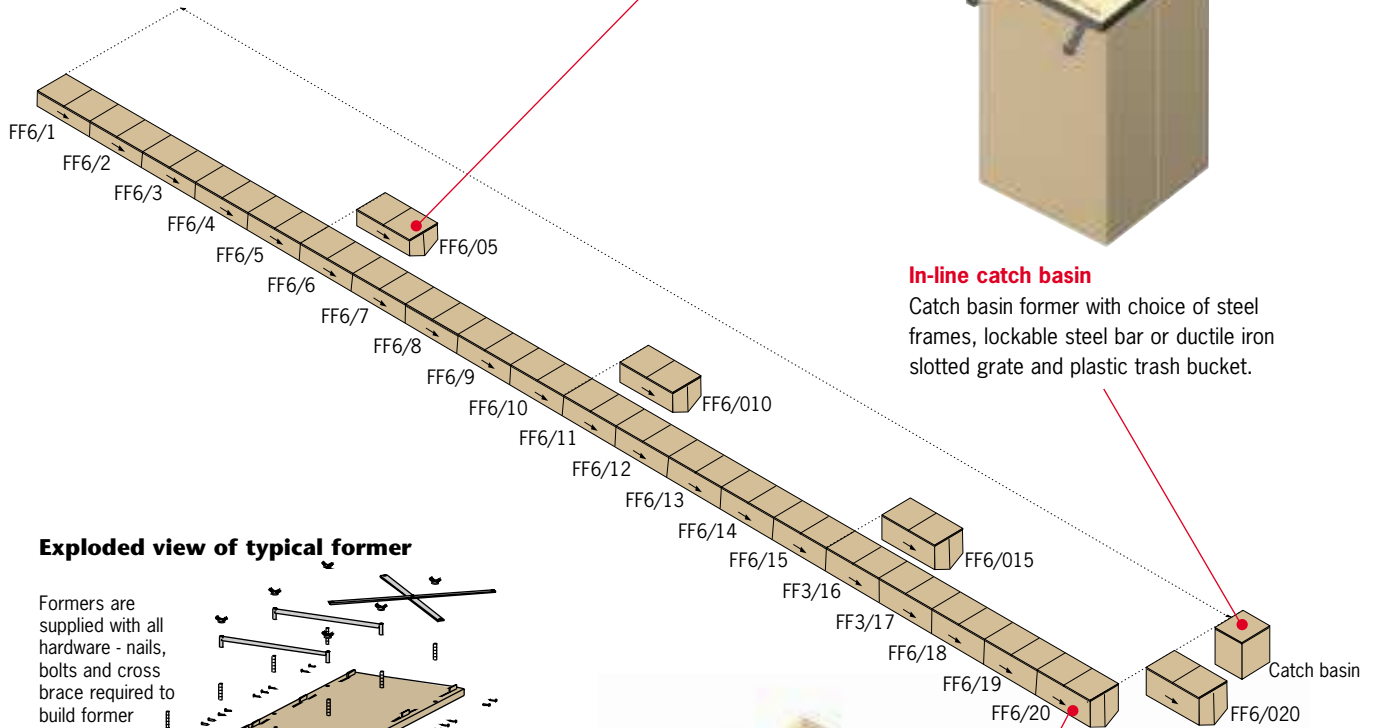 FF6/1
FF6/2
FF6/3
FF6/4
FF6/5
FF6/05
FF6/6
FF6/7
FF6/8
FF6/9
FF6/10
FF6/010
FF6/11
FF6/12
FF6/13
FF6/14
FF6/15
FF6/015
FF3/16
FF3/17
FF6/18
FF6/19
FF6/20
FF6/020
Catch basin
In-line catch basin
Catch basin former with choice of steel
frames, lockable steel bar or ductile iron
slotted grate and plastic trash bucket.
Exploded view of typical former
Formers are
supplied with all
hardware - nails,
bolts and cross
brace required to
build former